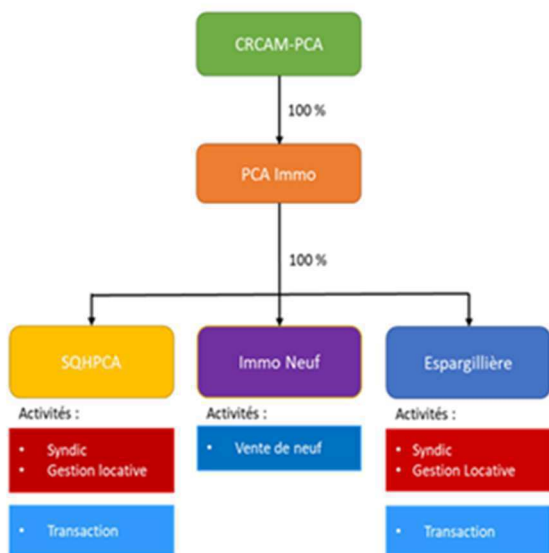 CRCAM-PCA
100 %
PCA Immo
100 %
SQHPCA
Immo Neuf
Espargillière
Activités :
• Syndic
• Gestion locative
• Transaction
Activités :
• Vente de neuf
Activités :
• Syndic
• Gestion Locative
• Transaction